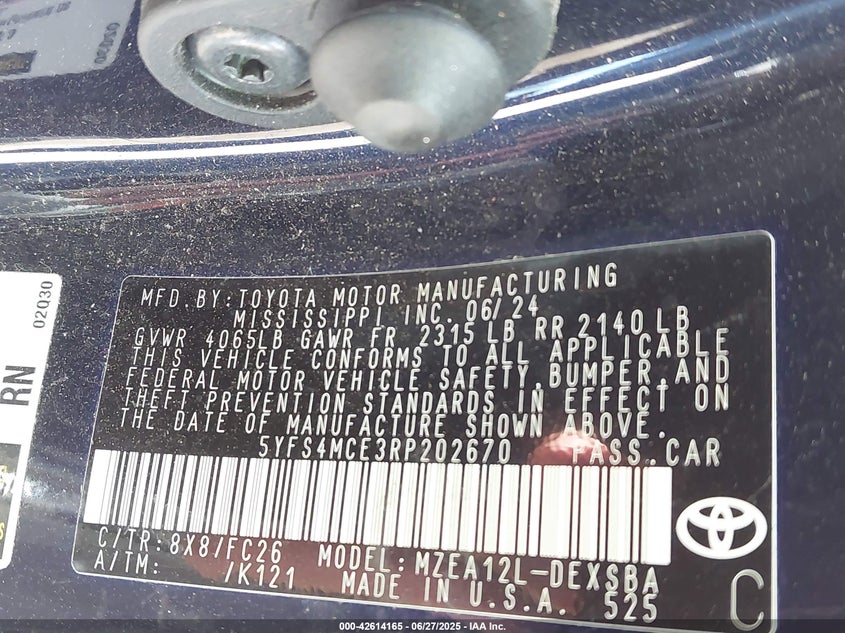 MFD. BY: TOYOTA MOTOR MANUFACTURING
MISSISSIPPI INC. 06/24
GVWR 4065LB GAWR FR 2315 LB RR 2140 LB
THIS VEHICLE CONFORMS TO ALL APPLICABLE
FEDERAL MOTOR VEHICLE SAFETY, BUMPER, AND
THEFT PREVENTION STANDARDS IN EFFECT ON
THE DATE OF MANUFACTURE SHOWN ABOVE.
5YFS4MCE3RP202670 PASS.CAR
C/TR: 8X8/FC26 MODEL: MZEA12L-DEXSBA
A/TM: /K121 MADE IN U.S.A. 525
C
02Q30
RN
000-42614165 - 06/27/2025 - IAA Inc.